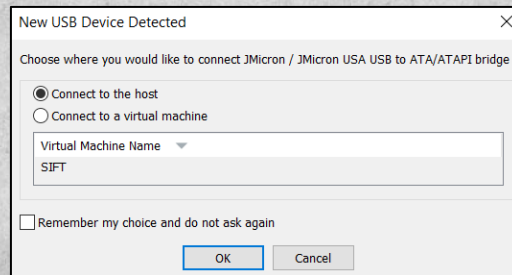 New USB Device Detected
Choose where you would like to connect JMicron / JMicron USA USB to ATA/ATAPI bridge
Connect to the host
Connect to a virtual machine
Virtual Machine Name
SIFT
Remember my choice and do not ask again
OK
Cancel